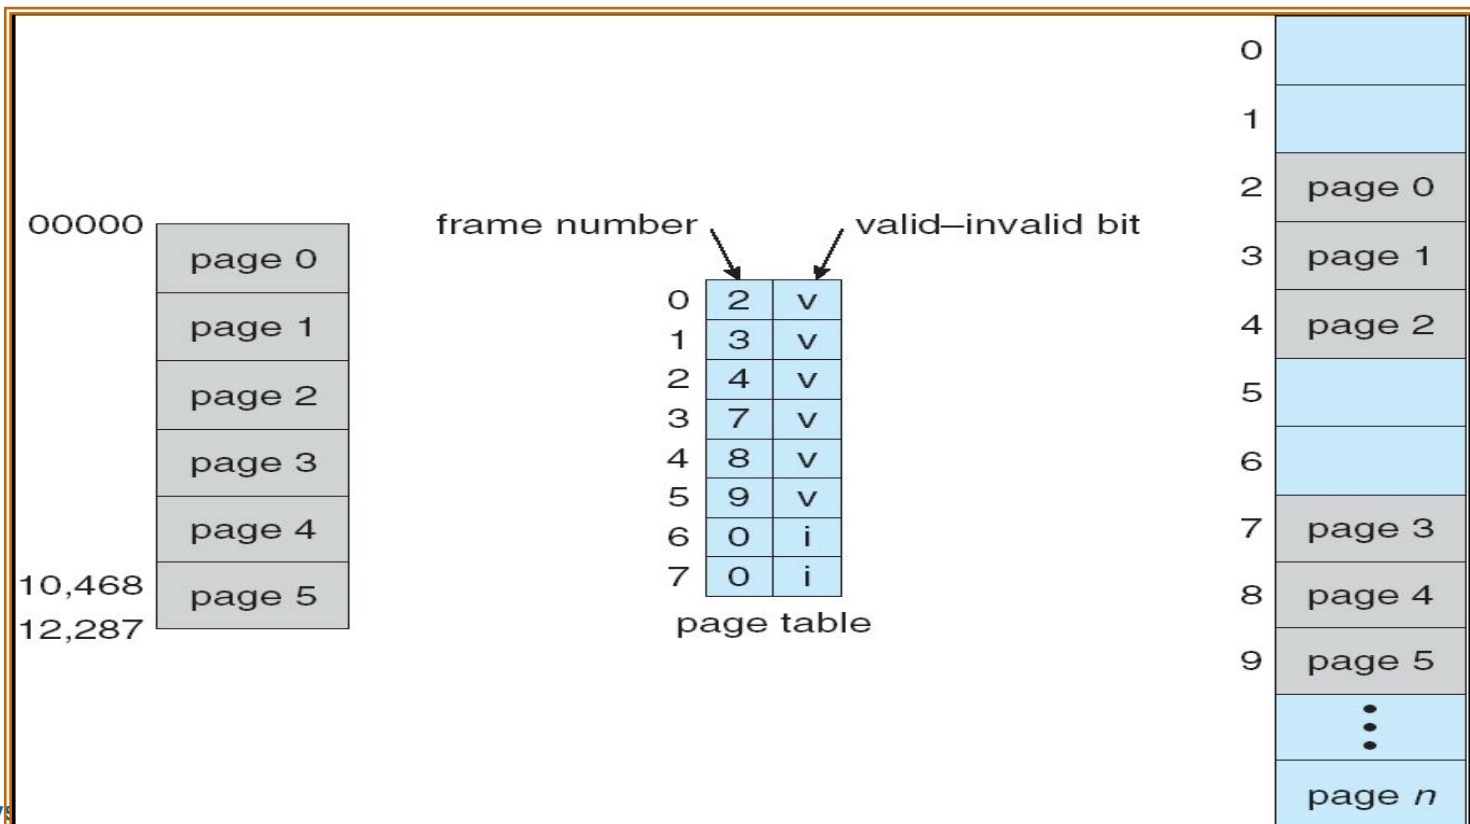 00000
page 0
page 1
page 2
page 3
page 4
10,468
page 5
12,287
frame number
valid–invalid bit
0 2 v
1 3 v
2 4 v
3 7 v
4 8 v
5 9 v
6 0 i
7 0 i
page table
0
1
2 page 0
3 page 1
4 page 2
5
6
7 page 3
8 page 4
9 page 5
page n